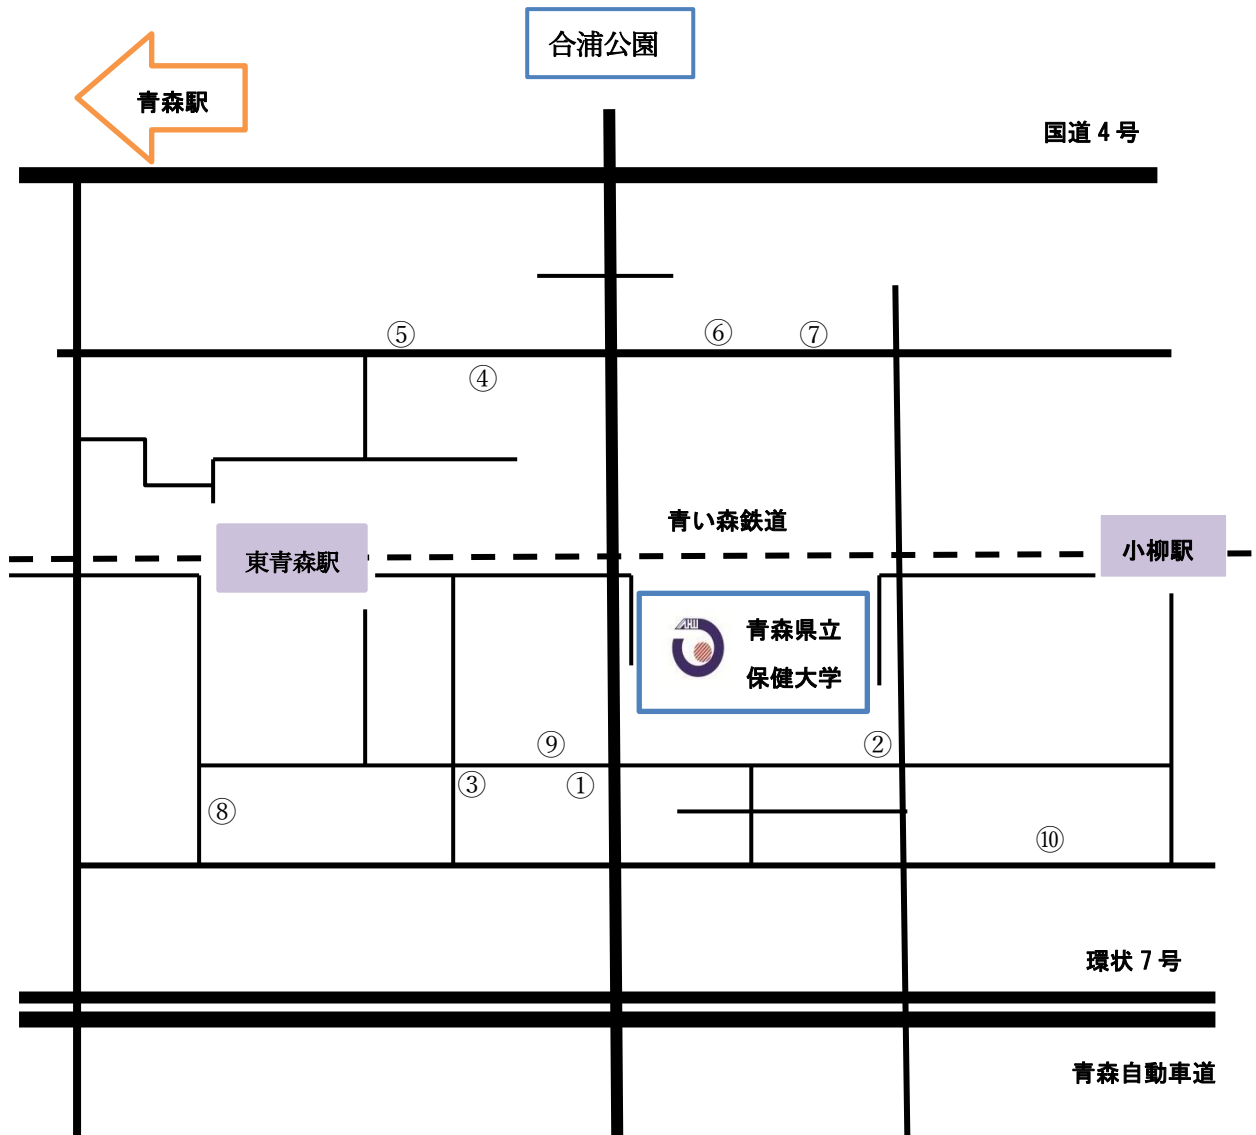 合浦公園
青森駅
国道 4 号
⑤
⑥
⑦
④
青い森鉄道
東青森駅
小柳駅
AHU
青森県立
保健大学
⑨
②
③
①
⑧
⑩
環状 7 号
青森自動車道